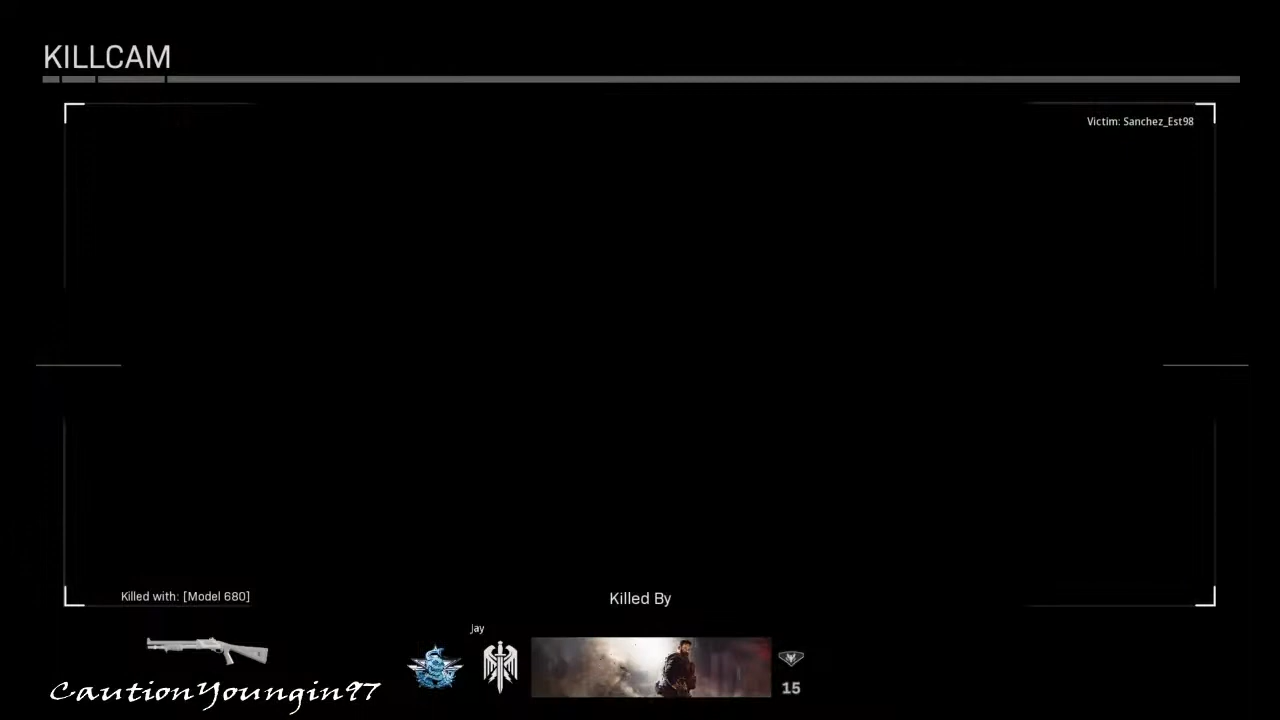 KILLCAM
Victim: Sanchez_Est98
Killed with: [Model 680]
Killed By
Jay
15
CautionYoungin97